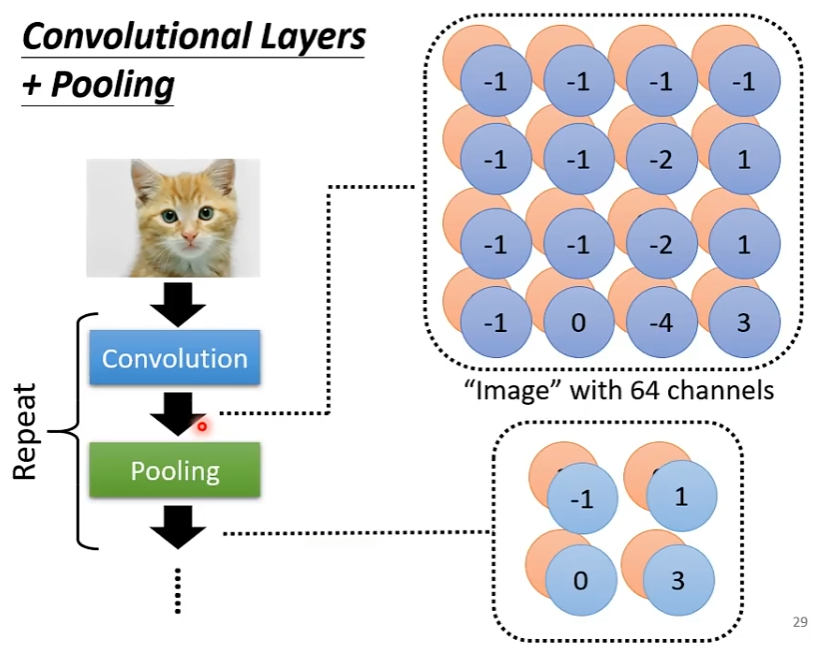 Convolutional Layers
+ Pooling
-1 -1 -1 -1
-1 -1 -2 1
-1 -1 -2 1
-1 0 -4 3
“Image” with 64 channels
Convolution
Repeat
Pooling
-1 1
0 3
29